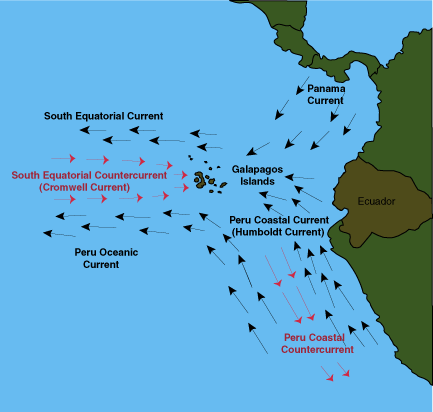 Panama
Current
South Equatorial Current
South Equatorial Countercurrent
(Cromwell Current)
Galapagos
Islands
Ecuador
Peru Coastal Current
(Humboldt Current)
Peru Oceanic
Current
Peru Coastal
Countercurrent